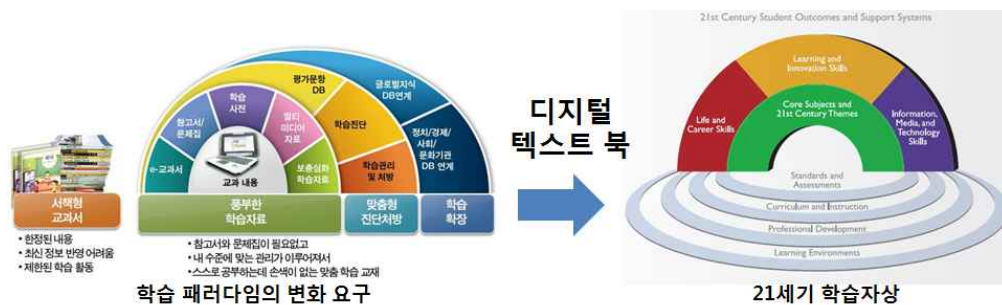 평가문항
DB
글로벌지식
DB연계
학습
사전
참고서/
문제집
멀티
미디어
자료
학습진단
정치/경제/
사회/
문화기관
DB 연계
e-교과서
교과 내용
보충심화
학습자료
학습관리
및 처방
서책형
교과서
풍부한
학습자료
맞춤형
진단처방
학습
확장
• 한정된 내용
• 최신 정보 반영 어려움
• 제한된 학습 활동
• 참고서와 문제집이 필요없고
• 내 수준에 맞는 관리가 이루어져서
• 스스로 공부하는데 손색이 없는 맞춤 학습 교재
학습 패러다임의 변화 요구
디지털
텍스트 북
21st Century Student Outcomes and Support Systems
Learning and
Innovation Skills
Core Subjects and
21st Century Themes
Life and
Career Skills
Information,
Media, and
Technology
Skills
Standards and
Assessments
Curriculum and Instruction
Professional Development
Learning Environments
21세기 학습자상